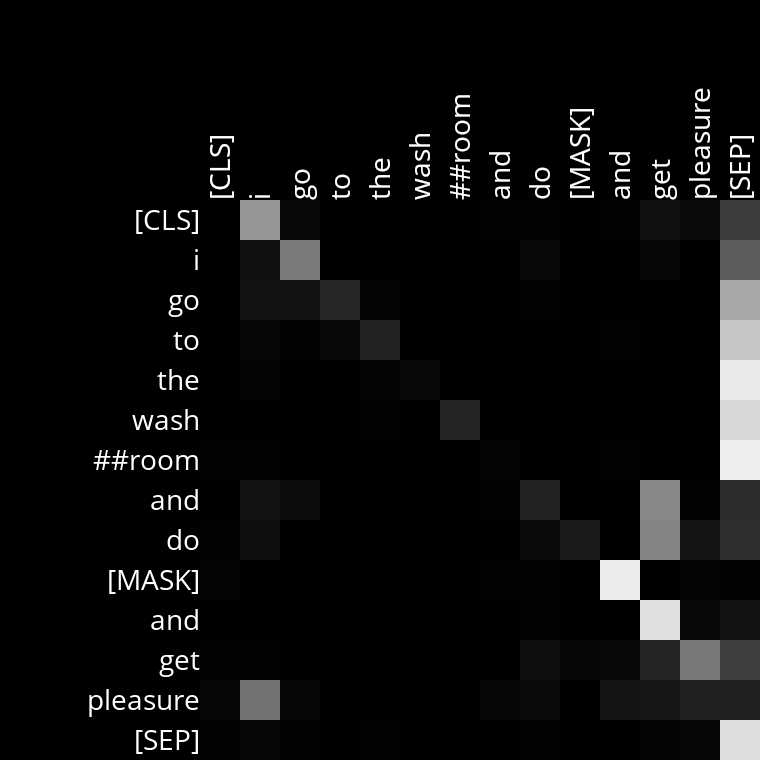 [CLS] i go to the wash ##room and do [MASK] and get pleasure [SEP]
[CLS]
i
go
to
the
wash
##room
and
do
[MASK]
and
get
pleasure
[SEP]